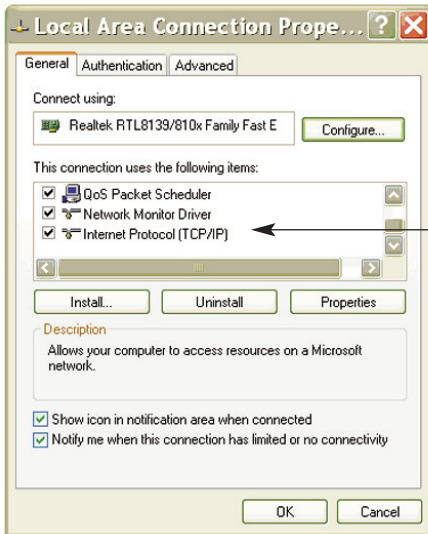 Local Area Connection Prope...
General Authentication Advanced
Connect using:
Realtek RTL8139/810x Family Fast E
Configure...
This connection uses the following items:
QoS Packet Scheduler
Network Monitor Driver
Internet Protocol (TCP/IP)
Install... Uninstall Properties
Description
Allows your computer to access resources on a Microsoft
network.
Show icon in notification area when connected
Notify me when this connection has limited or no connectivity
OK Cancel